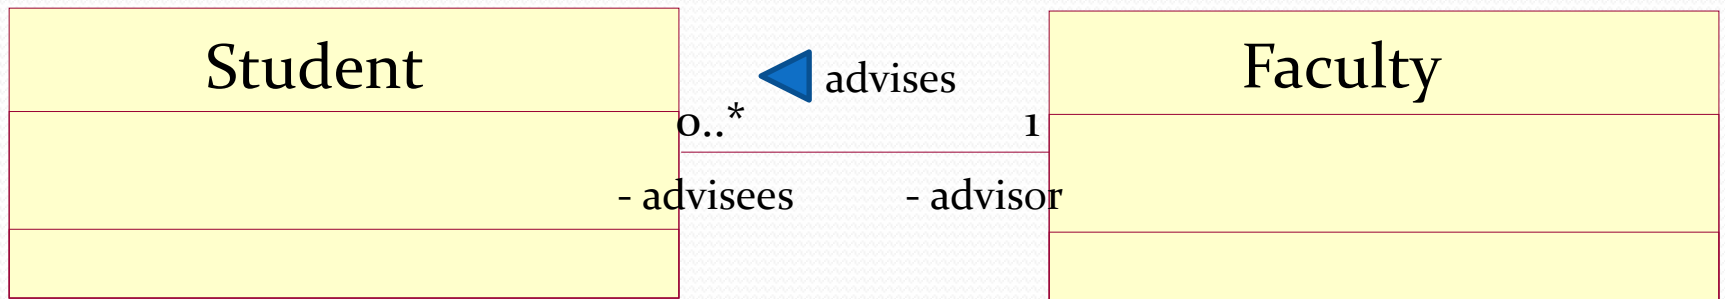 Student
advises
Faculty
0..*
1
- advisees
- advisor